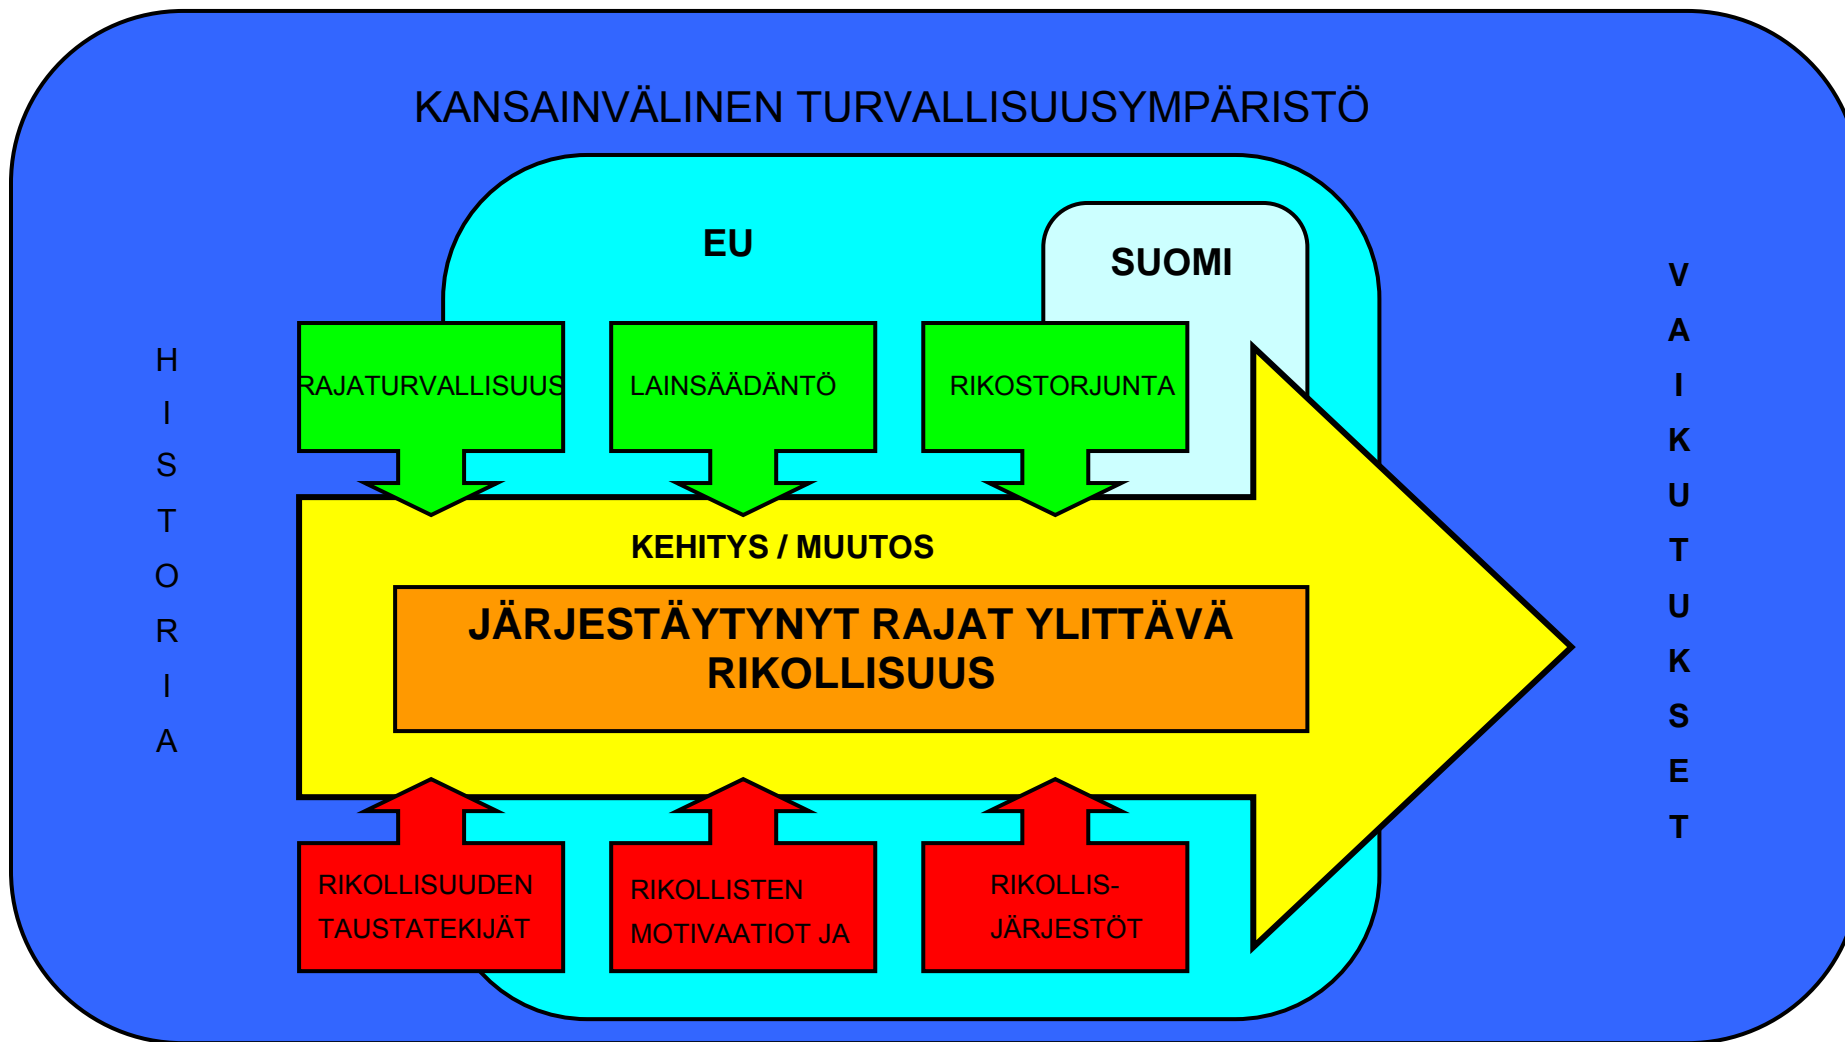 KANSAINVÄLINEN TURVALLISUUSYMPÄRISTÖ
EU
SUOMI
HISTORIA
VAIKUTUKSET
RAJATURVALLISUUS
LAINSÄÄDÄNTÖ
RIKOSTORJUNTA
KEHITYS / MUUTOS
JÄRJESTÄYTYNYT RAJAT YLITTÄVÄ
RIKOLLISUUS
RIKOLLISUUDEN
TAUSTATEKIJÄT
RIKOLLISTEN
MOTIVAATIOT JA
RIKOLLIS-
JÄRJESTÖT